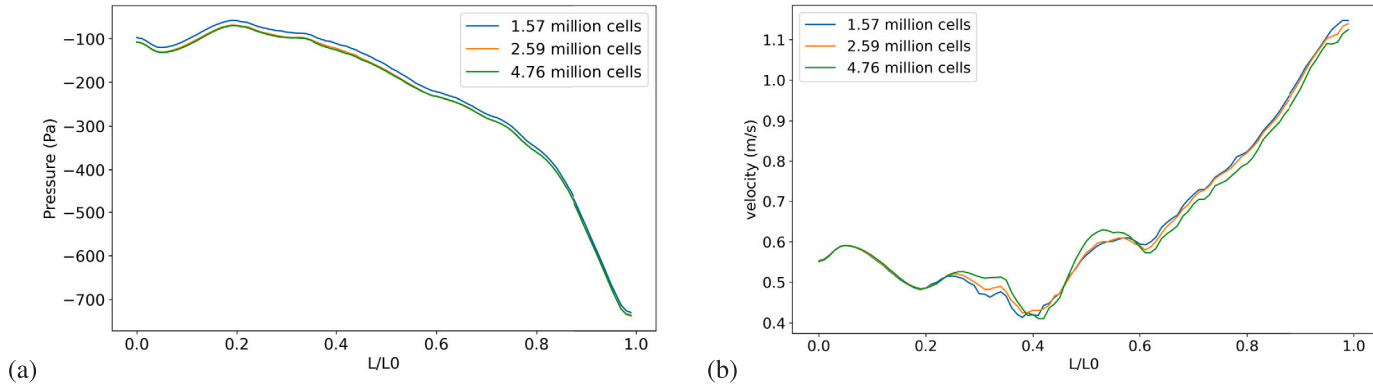 −100
−200
−300
−400
−500
−600
−700
Pressure (Pa)
0.0 0.2 0.4 0.6 0.8 1.0
L/L0
1.57 million cells
2.59 million cells
4.76 million cells
(a)
1.1
1.0
0.9
0.8
0.7
0.6
0.5
0.4
velocity (m/s)
0.0 0.2 0.4 0.6 0.8 1.0
L/L0
1.57 million cells
2.59 million cells
4.76 million cells
(b)